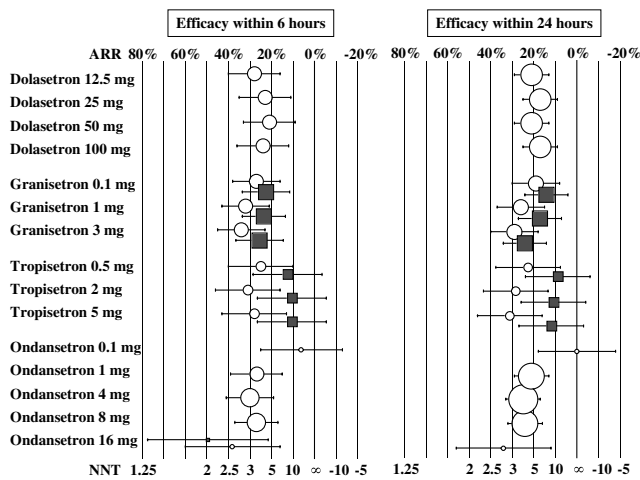 Efficacy within 6 hours Efficacy within 24 hours
ARR 80% 60% 40% 20% 0% -20% 80% 60% 40% 20% 0% -20%
Dolasetron 12.5 mg
Dolasetron 25 mg
Dolasetron 50 mg
Dolasetron 100 mg
Granisetron 0.1 mg
Granisetron 1 mg
Granisetron 3 mg
Tropisetron 0.5 mg
Tropisetron 2 mg
Tropisetron 5 mg
Ondansetron 0.1 mg
Ondansetron 1 mg
Ondansetron 4 mg
Ondansetron 8 mg
Ondansetron 16 mg
NNT 1.25 2 2.5 3 5 10 ∞ -10 -5 1.25 2 2.5 3 5 10 ∞ -10 -5